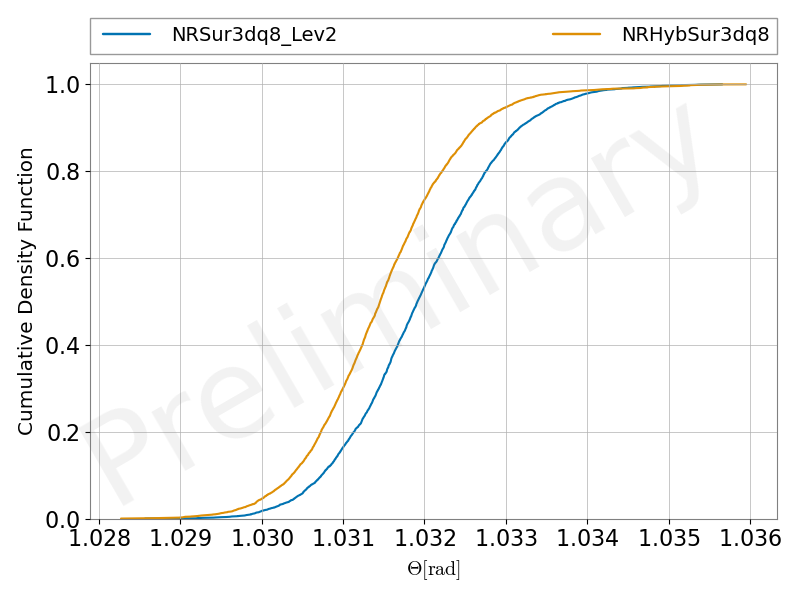 NRSur3dq8_Lev2 NRHybSur3dq8
1.0
0.8
0.6
0.4
0.2
0.0
Cumulative Density Function
Preliminary
1.028 1.029 1.030 1.031 1.032 1.033 1.034 1.035 1.036
Θ[rad]